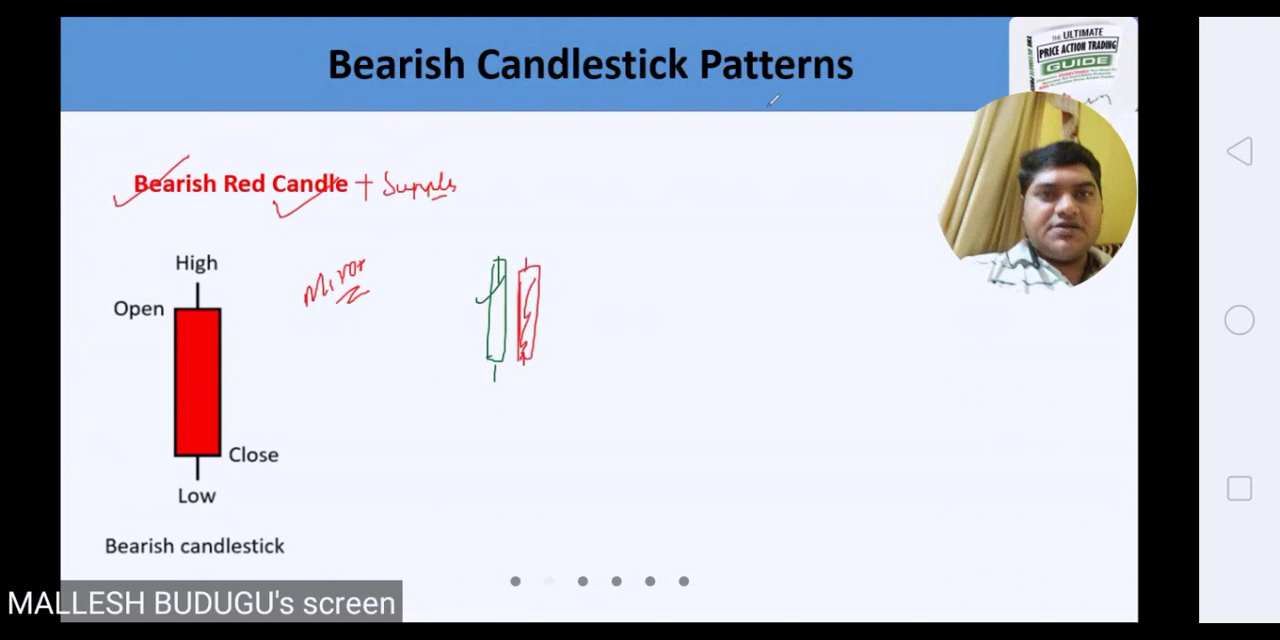 Bearish Candlestick Patterns
THE ULTIMATE
PRICE ACTION TRADING
GUIDE
Bearish Red Candle + Supply
High
Miror
Open
Close
Low
Bearish candlestick
MALLESH BUDUGU's screen